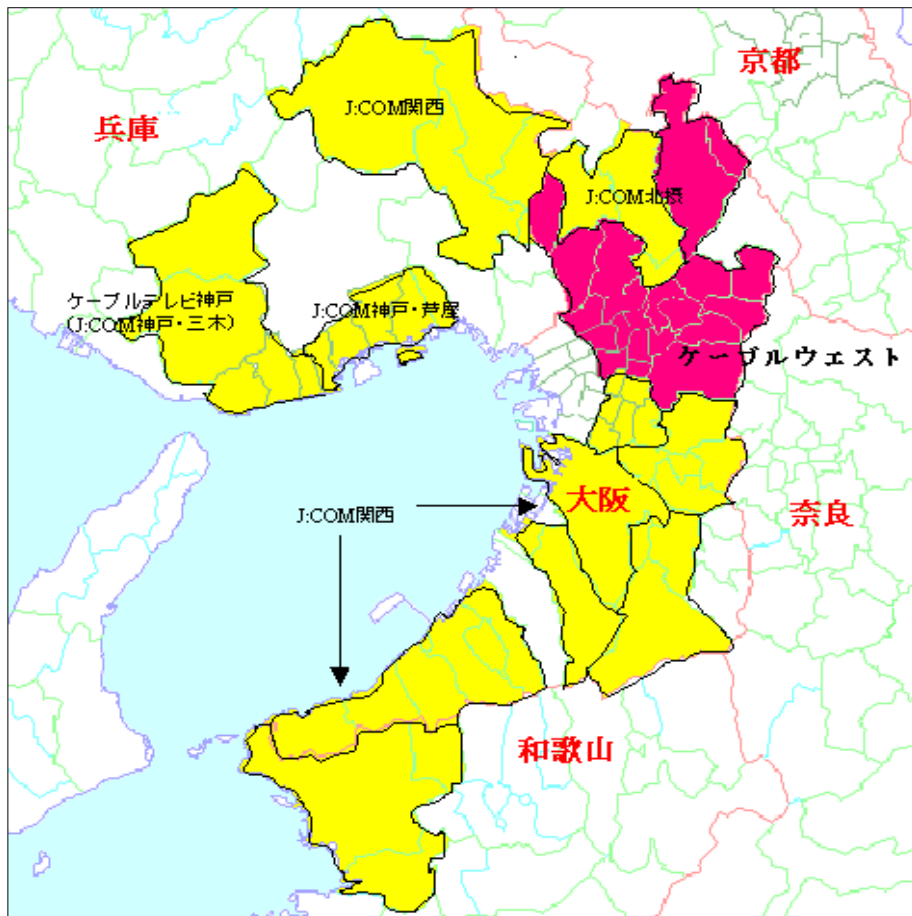 京都
J:COM関西
兵庫
J:COM北摂
ケーブルテレビ神戸
(J:COM神戸・三木)
J:COM神戸・芦屋
ケーブルウェスト
大阪
奈良
J:COM関西
和歌山